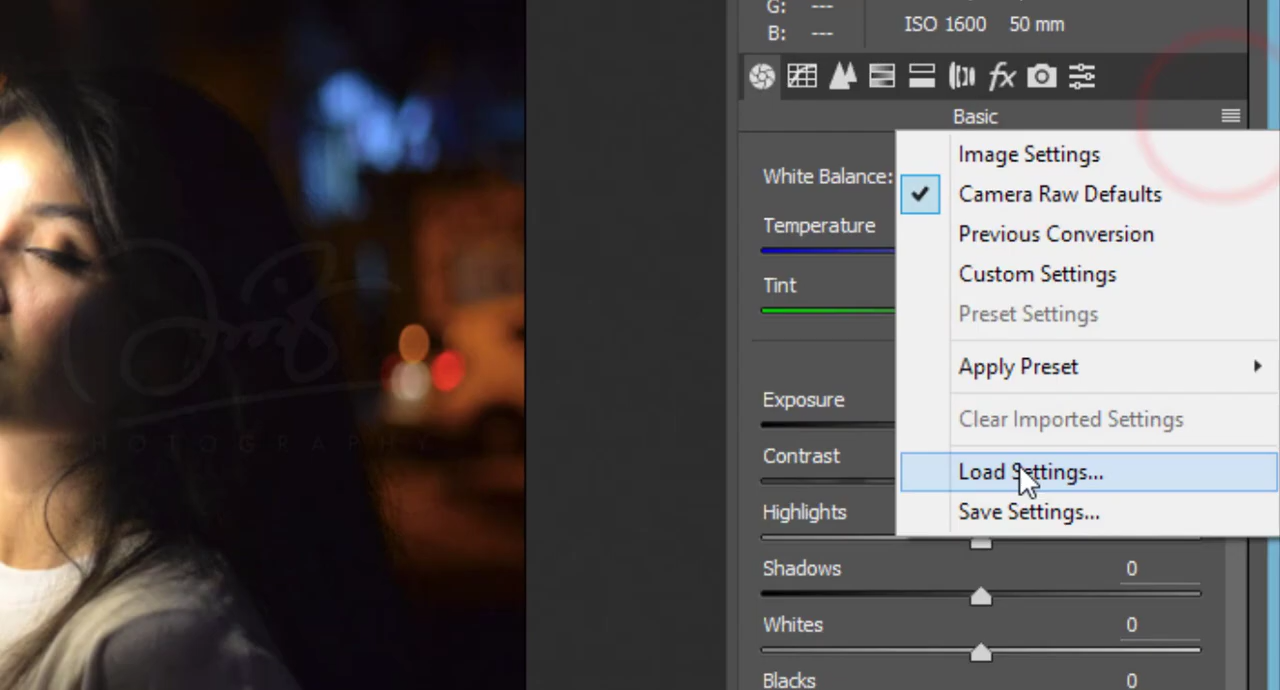 G: ---
B: ---
ISO 1600 50 mm
fx
Basic
White Balance:
Temperature
Tint
Exposure
Contrast
Highlights
Shadows 0
Whites 0
Blacks 0
Image Settings
Camera Raw Defaults
Previous Conversion
Custom Settings
Preset Settings
Apply Preset
Clear Imported Settings
Load Settings...
Save Settings...
HOTOGRAPHY